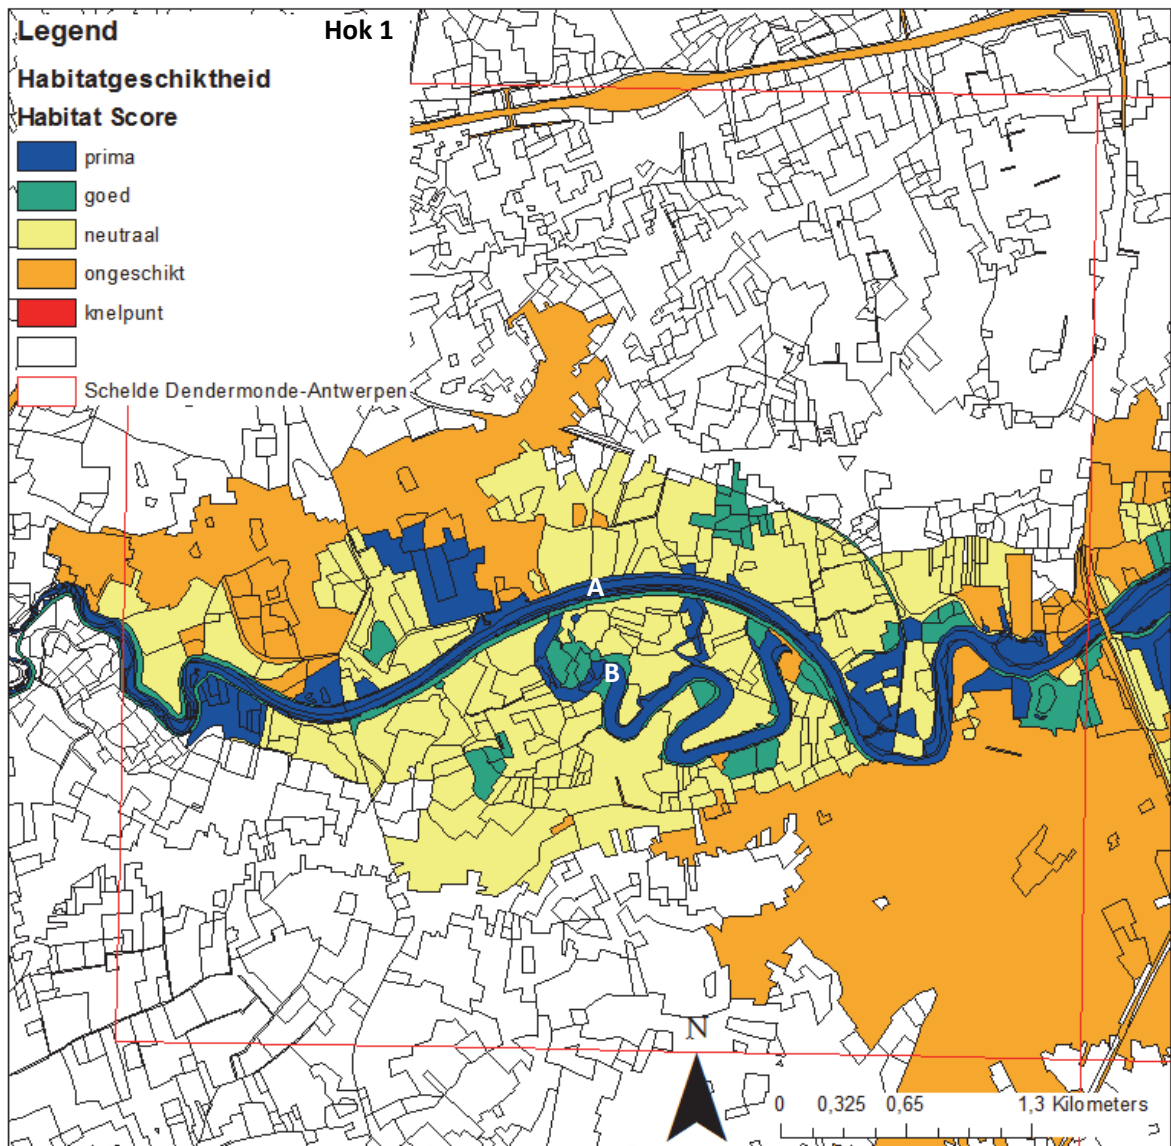 Legend
Hok 1
Habitatgeschiktheid
Habitat Score
prima
goed
neutraal
ongeschikt
knelpunt
Schelde Dendermonde-Antwerpen
A
B
N
0 0,325 0,65 1,3 Kilometers